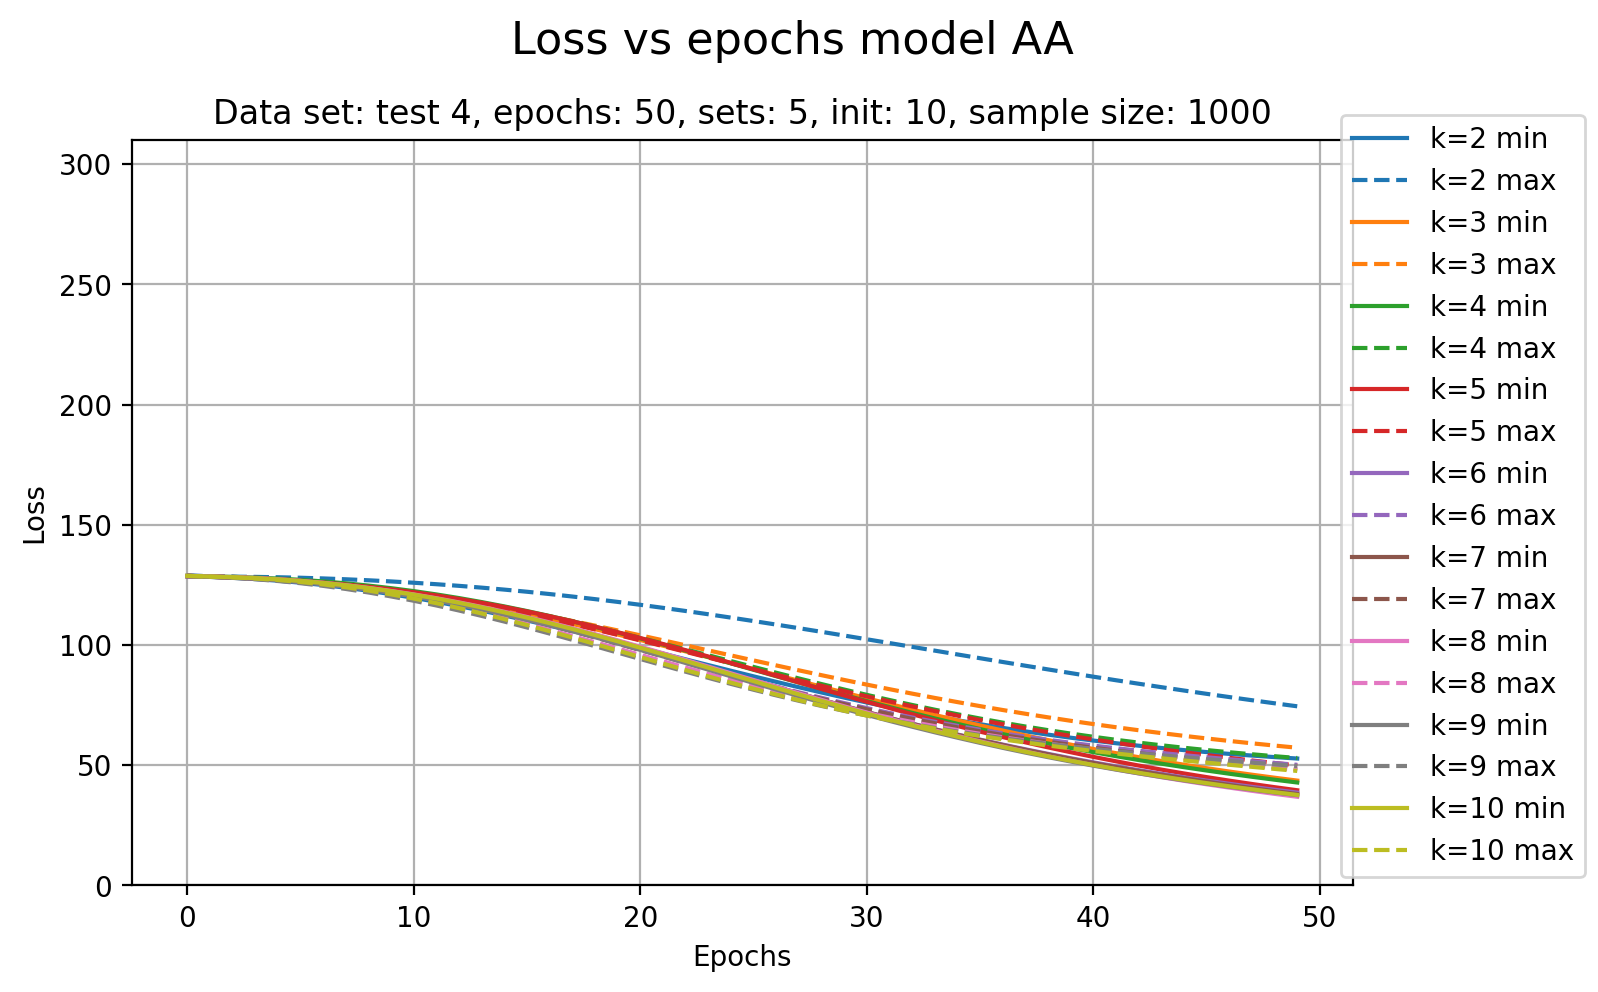 Loss vs epochs model AA
Data set: test 4, epochs: 50, sets: 5, init: 10, sample size: 1000
300
250
200
150
100
50
0
Loss
0 10 20 30 40 50
Epochs
k=2 min
k=2 max
k=3 min
k=3 max
k=4 min
k=4 max
k=5 min
k=5 max
k=6 min
k=6 max
k=7 min
k=7 max
k=8 min
k=8 max
k=9 min
k=9 max
k=10 min
k=10 max